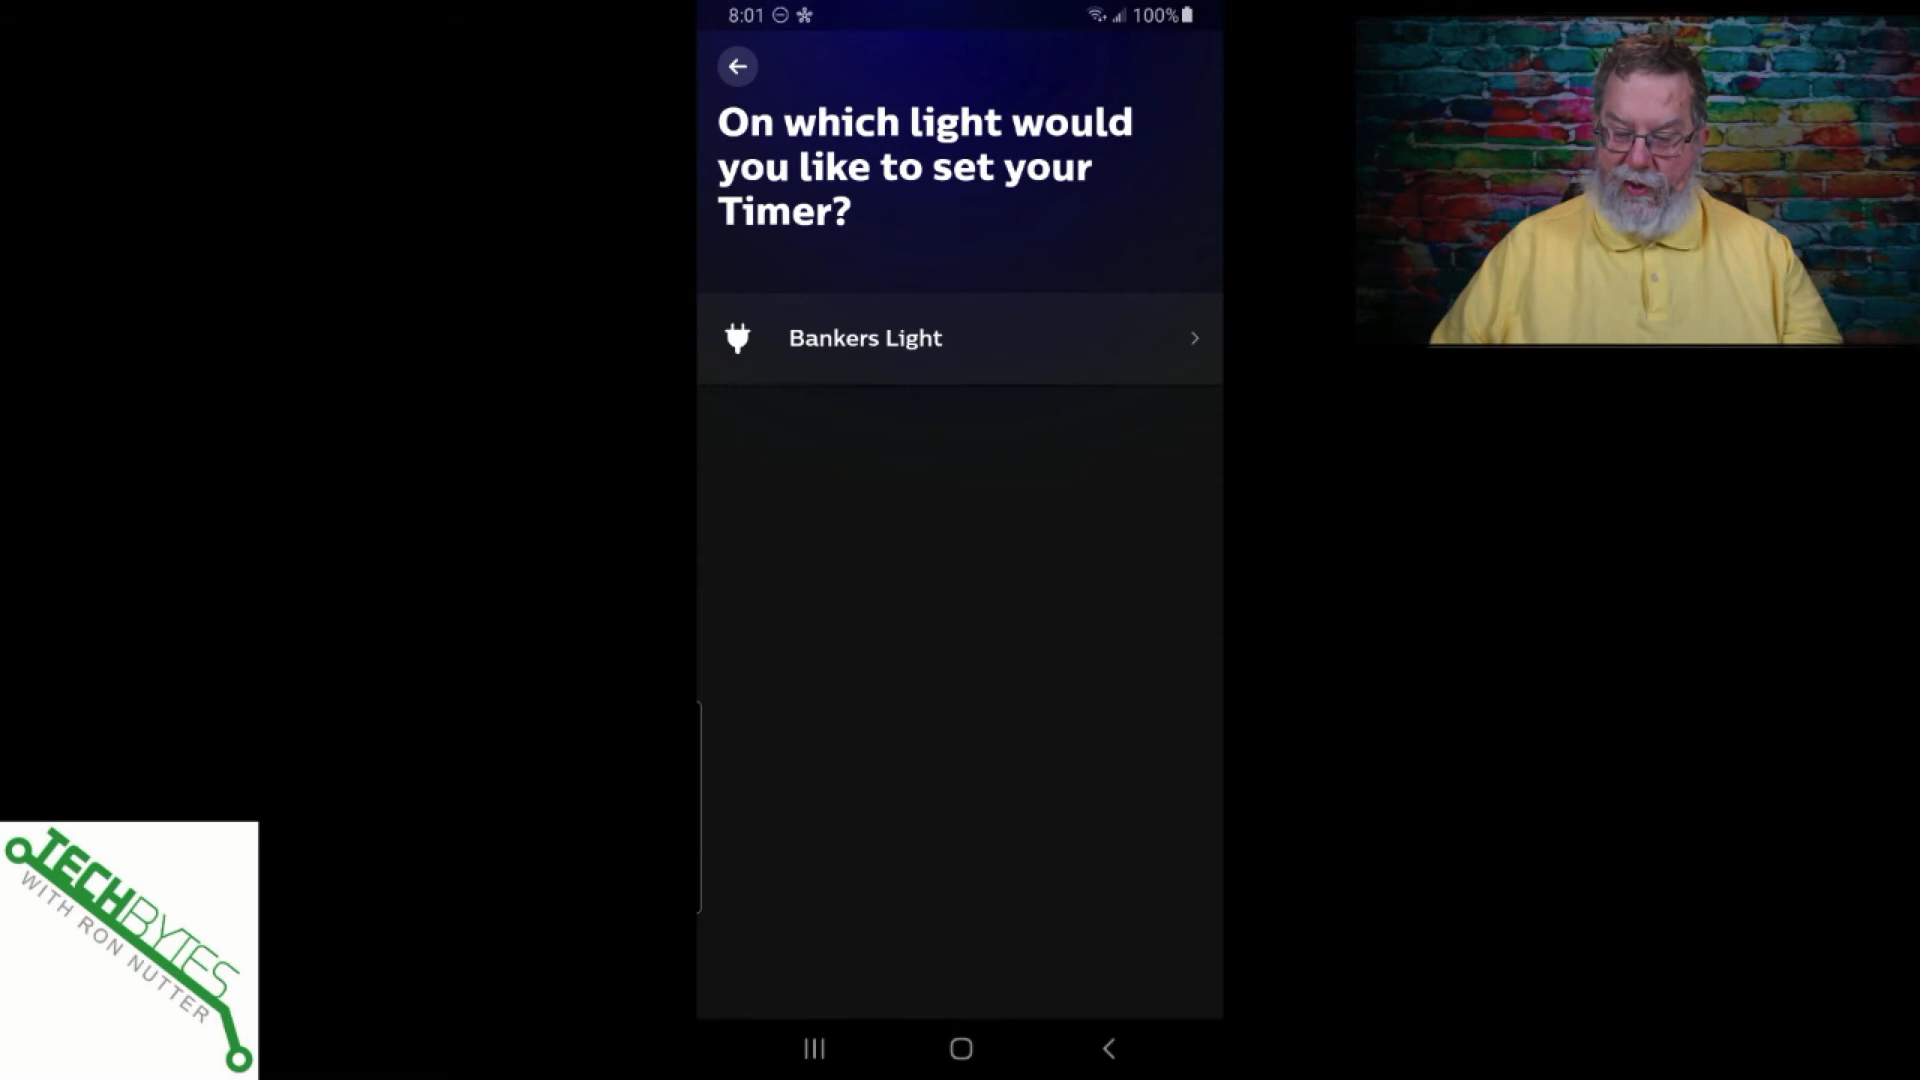 8:01
100%
On which light would
you like to set your
Timer?
Bankers Light
TECHBYTES
WITH RON NUTTER